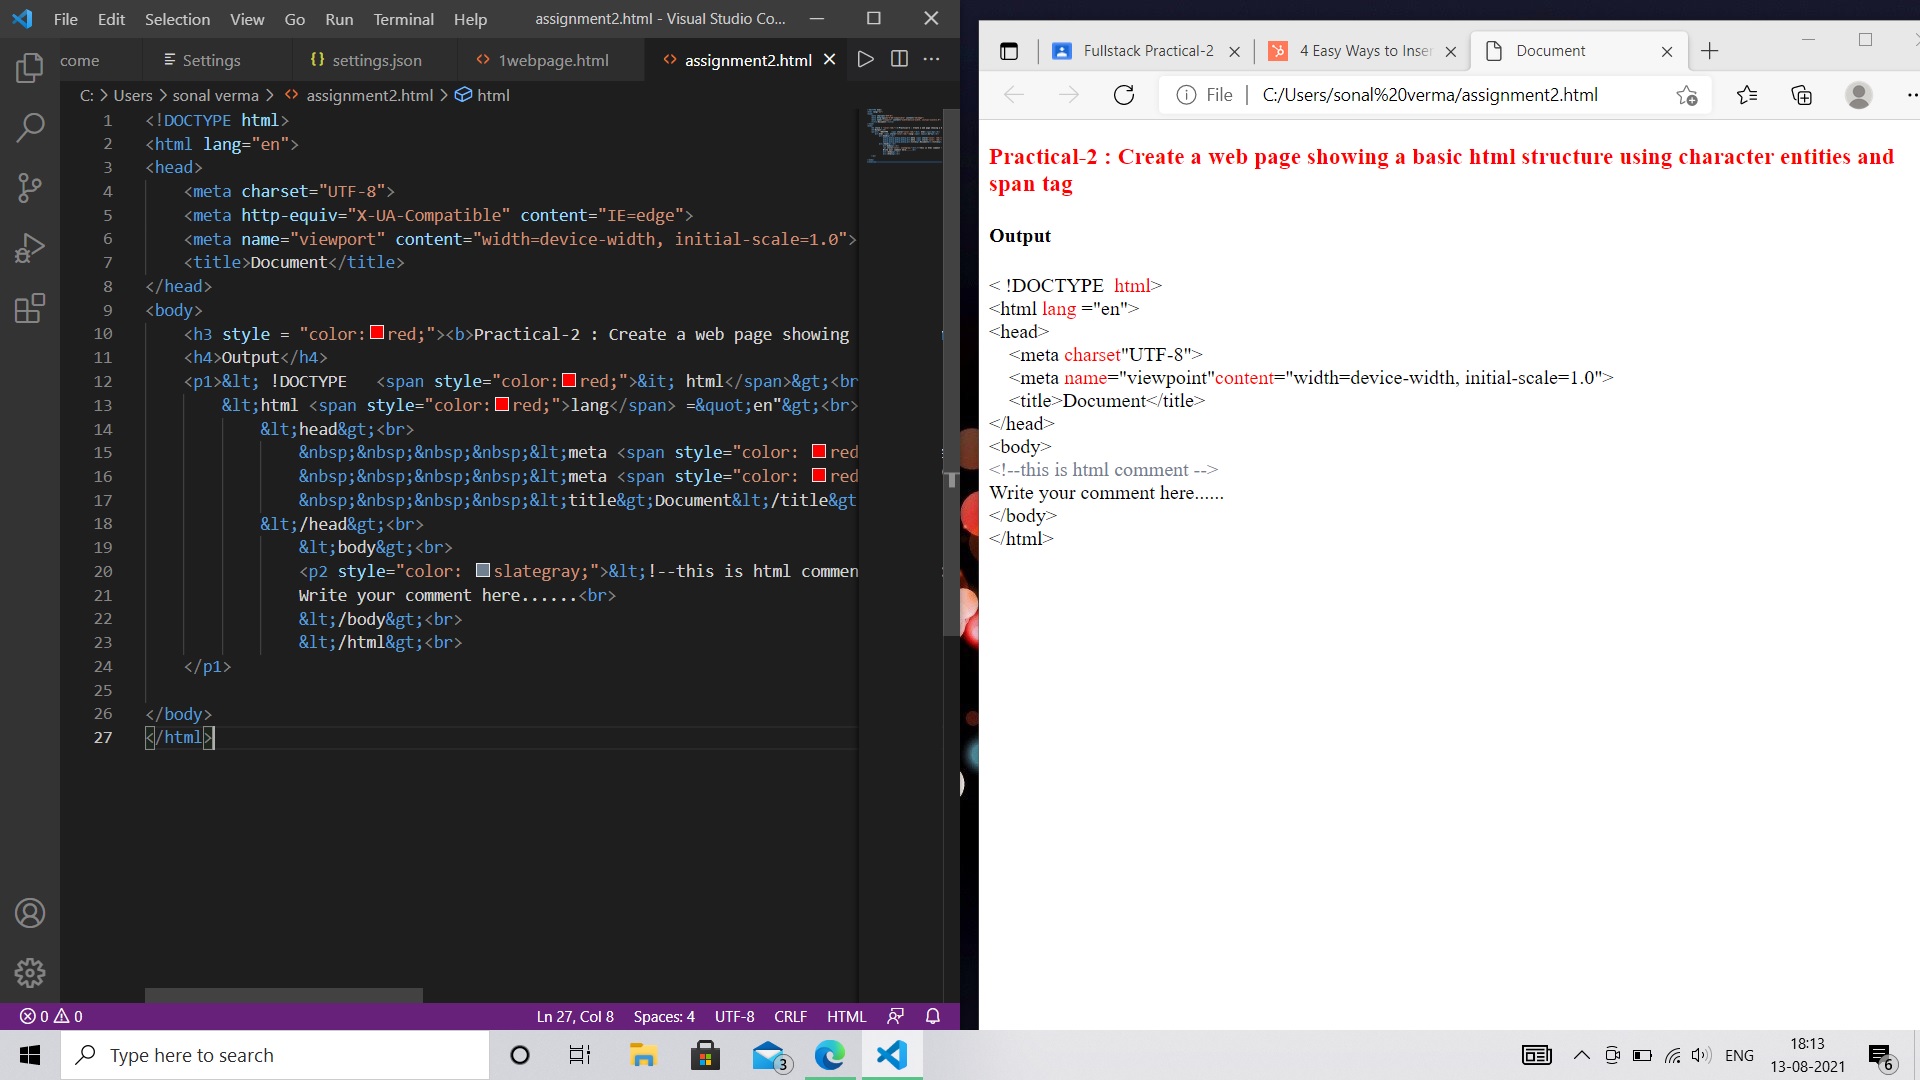 File Edit Selection View Go Run Terminal Help assignment2.html - Visual Studio Co...
come Settings settings.json 1webpage.html assignment2.html
C: > Users > sonal verma > assignment2.html > html
1 <!DOCTYPE html>
2 <html lang="en">
3 <head>
4 <meta charset="UTF-8">
5 <meta http-equiv="X-UA-Compatible" content="IE=edge">
6 <meta name="viewport" content="width=device-width, initial-scale=1.0">
7 <title>Document</title>
8 </head>
9 <body>
10 <h3 style = "color:red;"><b>Practical-2 : Create a web page showing
11 <h4>Output</h4>
12 <p1>&lt; !DOCTYPE <span style="color:red;">&it; html</span>&gt;<br
13 &lt;html <span style="color:red;">lang</span> =&quot;en"&gt;<br>
14 &lt;head&gt;<br>
15 &nbsp;&nbsp;&nbsp;&nbsp;&lt;meta <span style="color: red
16 &nbsp;&nbsp;&nbsp;&nbsp;&lt;meta <span style="color: red
17 &nbsp;&nbsp;&nbsp;&nbsp;&lt;title&gt;Document&lt;/title&gt
18 &lt;/head&gt;<br>
19 &lt;body&gt;<br>
20 <p2 style="color: slategray;">&lt;!--this is html commen
21 Write your comment here......<br>
22 &lt;/body&gt;<br>
23 &lt;/html&gt;<br>
24 </p1>
25
26 </body>
27 </html>
0 0 Ln 27, Col 8 Spaces: 4 UTF-8 CRLF HTML
Fullstack Practical-2 4 Easy Ways to Inser Document
File C:/Users/sonal%20verma/assignment2.html
Practical-2 : Create a web page showing a basic html structure using character entities and
span tag
Output
< !DOCTYPE html>
<html lang ="en">
<head>
<meta charset"UTF-8">
<meta name="viewpoint"content="width=device-width, initial-scale=1.0">
<title>Document</title>
</head>
<body>
<!--this is html comment -->
Write your comment here......
</body>
</html>
Type here to search
3
ENG
18:13
13-08-2021
6